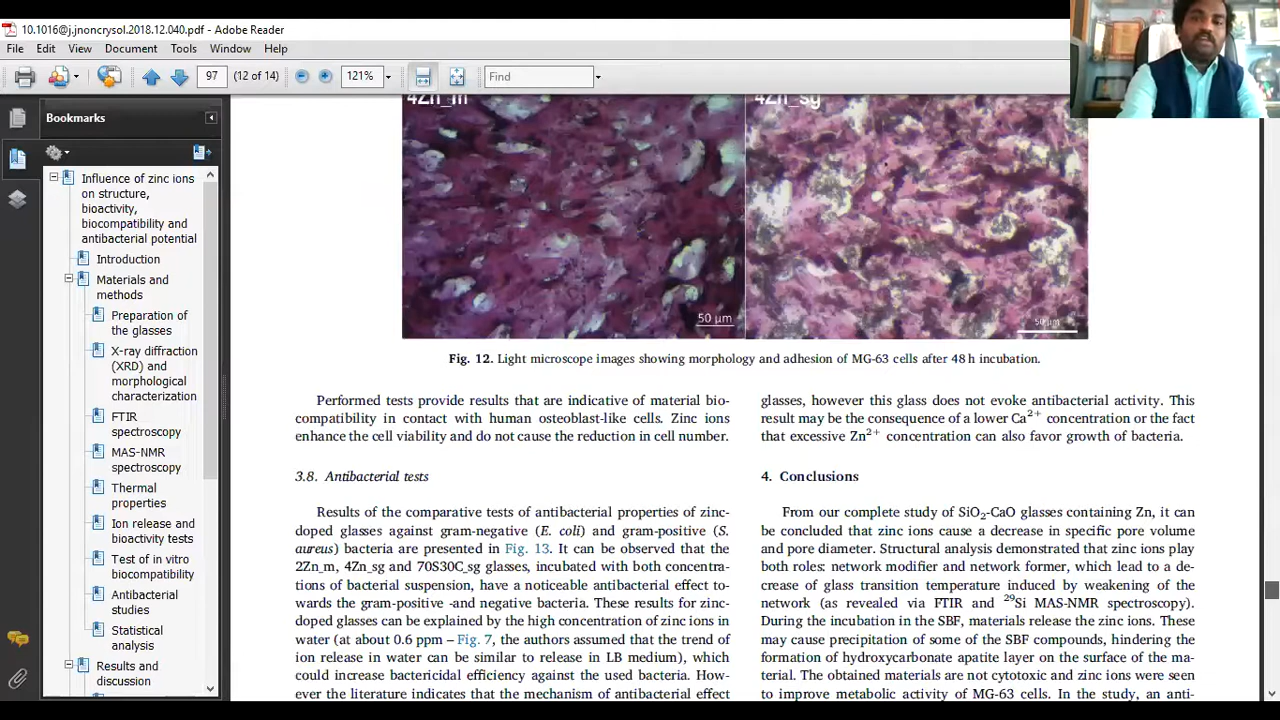 10.1016@j.jnoncrysol.2018.12.040.pdf - Adobe Reader
File Edit View Document Tools Window Help
97 (12 of 14) 121% Find
Bookmarks
Influence of zinc ions
on structure,
bioactivity,
biocompatibility and
antibacterial potential
Introduction
Materials and
methods
Preparation of
the glasses
X-ray diffraction
(XRD) and
morphological
characterization
FTIR
spectroscopy
MAS-NMR
spectroscopy
Thermal
properties
Ion release and
bioactivity tests
Test of in vitro
biocompatibility
Antibacterial
studies
Statistical
analysis
Results and
discussion
4Zn_m
4Zn_sg
50 μm
50 μm
Fig. 12. Light microscope images showing morphology and adhesion of MG-63 cells after 48 h incubation.
Performed tests provide results that are indicative of material bio-
compatibility in contact with human osteoblast-like cells. Zinc ions
enhance the cell viability and do not cause the reduction in cell number.
3.8. Antibacterial tests
Results of the comparative tests of antibacterial properties of zinc-
doped glasses against gram-negative (E. coli) and gram-positive (S.
aureus) bacteria are presented in Fig. 13. It can be observed that the
2Zn_m, 4Zn_sg and 70S30C_sg glasses, incubated with both concentra-
tions of bacterial suspension, have a noticeable antibacterial effect to-
wards the gram-positive -and negative bacteria. These results for zinc-
doped glasses can be explained by the high concentration of zinc ions in
water (at about 0.6 ppm – Fig. 7, the authors assumed that the trend of
ion release in water can be similar to release in LB medium), which
could increase bactericidal efficiency against the used bacteria. How-
ever the literature indicates that the mechanism of antibacterial effect
glasses, however this glass does not evoke antibacterial activity. This
result may be the consequence of a lower Ca²⁺ concentration or the fact
that excessive Zn²⁺ concentration can also favor growth of bacteria.
4. Conclusions
From our complete study of SiO₂-CaO glasses containing Zn, it can
be concluded that zinc ions cause a decrease in specific pore volume
and pore diameter. Structural analysis demonstrated that zinc ions play
both roles: network modifier and network former, which lead to a de-
crease of glass transition temperature induced by weakening of the
network (as revealed via FTIR and ²⁹Si MAS-NMR spectroscopy).
During the incubation in the SBF, materials release the zinc ions. These
may cause precipitation of some of the SBF compounds, hindering the
formation of hydroxycarbonate apatite layer on the surface of the ma-
terial. The obtained materials are not cytotoxic and zinc ions were seen
to improve metabolic activity of MG-63 cells. In the study, an anti-